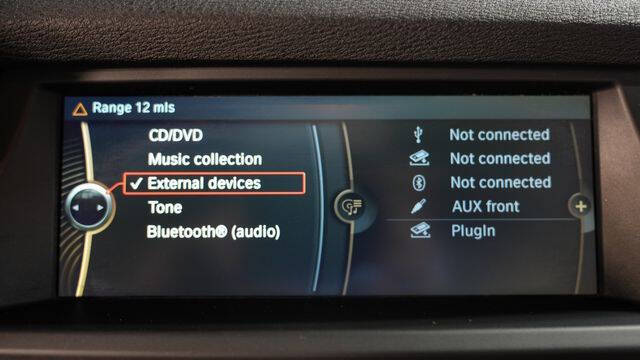 Range 12 mls
CD/DVD
Music collection
External devices
Tone
Bluetooth® (audio)
Not connected
Not connected
Not connected
AUX front
PlugIn